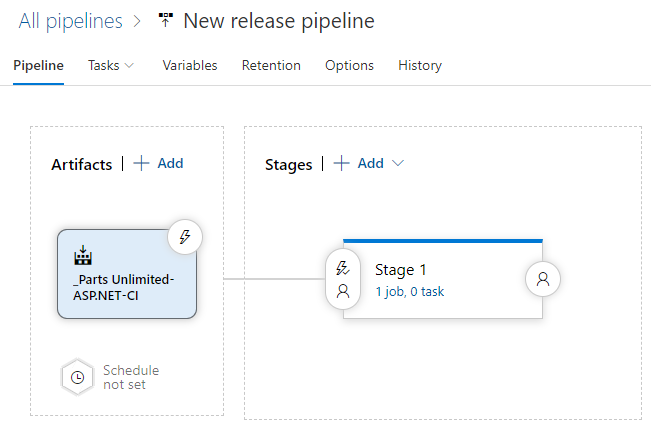 All pipelines > New release pipeline
Pipeline Tasks Variables Retention Options History
Artifacts | + Add
Stages | + Add
_Parts Unlimited-
ASP.NET-CI
Stage 1
1 job, 0 task
Schedule
not set